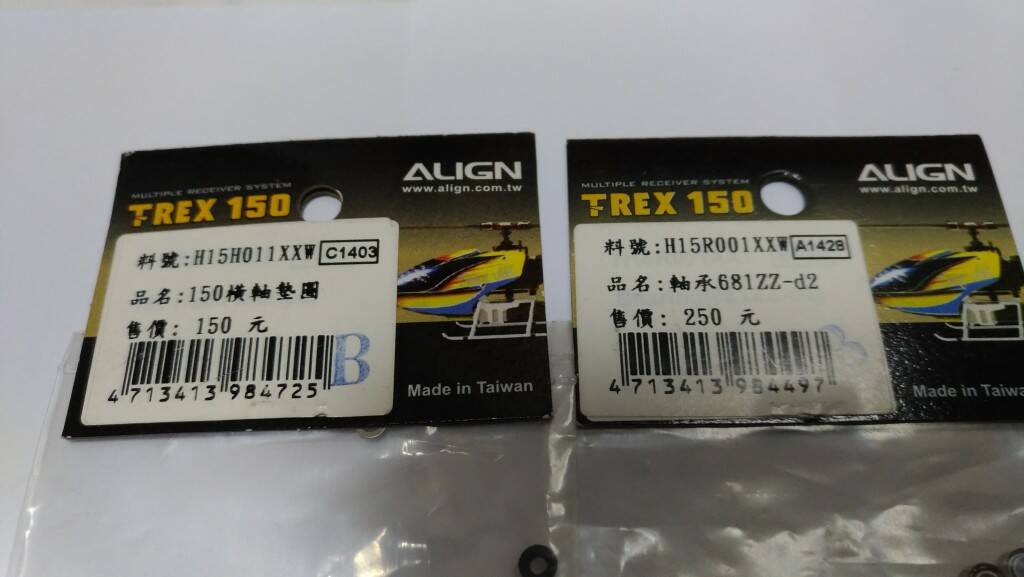 MULTIPLE RECEIVER SYSTEM
T-REX 150
ALIGN
www.align.com.tw
料號:H15H011XXW C1403
品名:150橫軸墊圈
售價: 150 元
B
4 713413 984725
Made in Taiwan
MULTIPLE RECEIVER SYSTEM
T-REX 150
ALIGN
www.align.com.tw
料號:H15R001XXW A1428
品名:軸承681ZZ-d2
售價: 250 元
4 713413 984497
Made in Taiwa